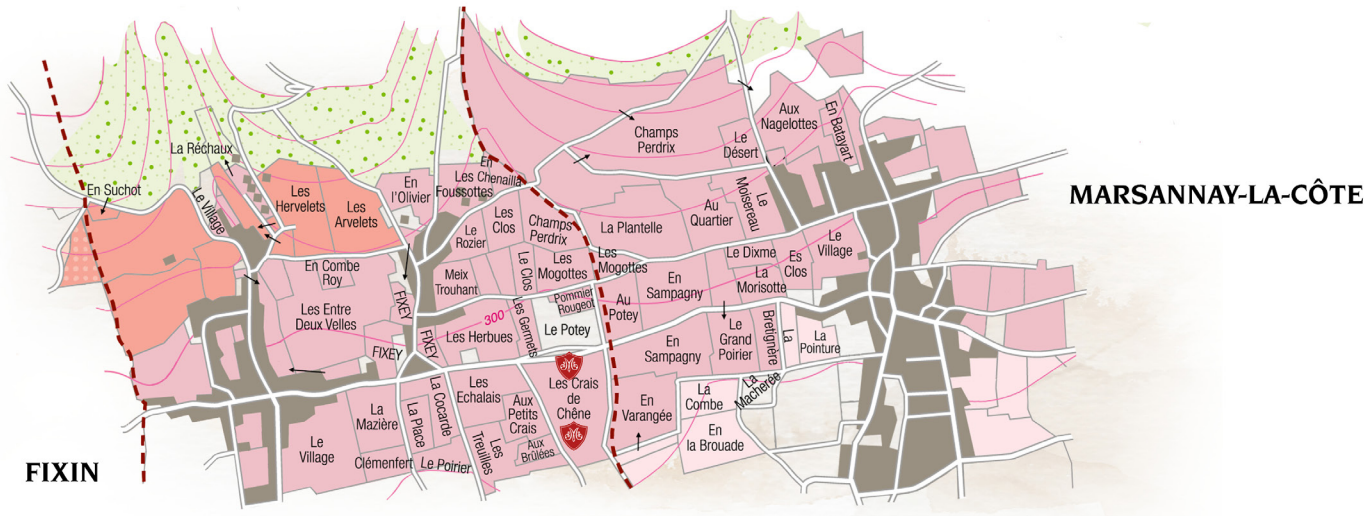 La Réchaux
En Suchot
Le Village
Les
Hervelets
Les
Arvelets
En
l'Olivier
En
Foussottes
Les Chenailla
Le
Rozier
Les
Clos
Champs
Perdrix
Meix
Trouhant
Le Clos
Les
Mogottes
Pommier
Rougeot
Le Potey
Les Germets
Les Herbues
300
En Combe
Roy
Les Entre
Deux Velles
FIXEY
FIXEY
FIXEY
Le
Village
La
Mazière
Clémenfert
La Place
La Cocarde
Le Poirier
Les
Echalais
Les
Treuilles
Aux
Petits
Crais
Aux
Brûlées
Les Crais
de
Chêne
Champs
Perdrix
Le
Désert
Aux
Nagelottes
En Batayart
Le
Moisereau
Au
Quartier
La Plantelle
Les
Mogottes
En
Sampagny
Le Dixme
La
Morisotte
Es
Clos
Le
Village
Au
Potey
En
Sampagny
Le
Grand
Poirier
Bretignère
La
La
Pointure
En
Varangée
La
Combe
La
Macherée
En
la Brouade
FIXIN
MARSANNAY-LA-CÔTE